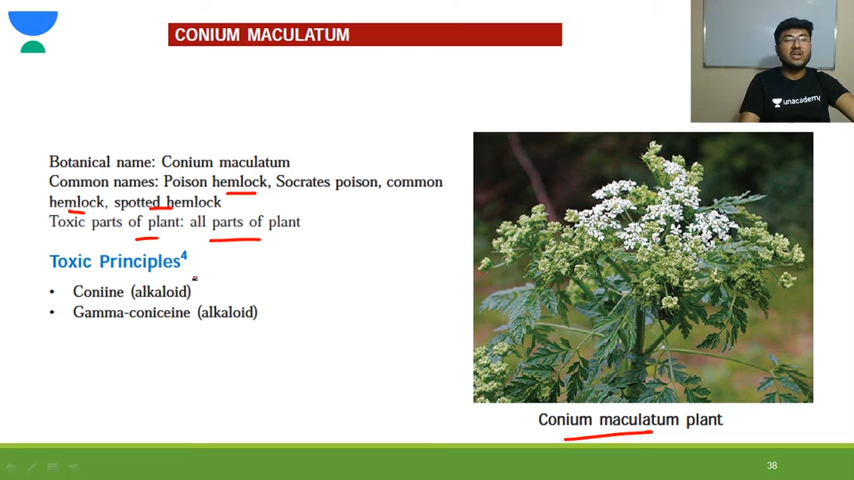 CONIUM MACULATUM
unacademy
Botanical name: Conium maculatum
Common names: Poison hemlock, Socrates poison, common
hemlock, spotted hemlock
Toxic parts of plant: all parts of plant
Toxic Principles4
• Coniine (alkaloid)
• Gamma-coniceine (alkaloid)
Conium maculatum plant
38